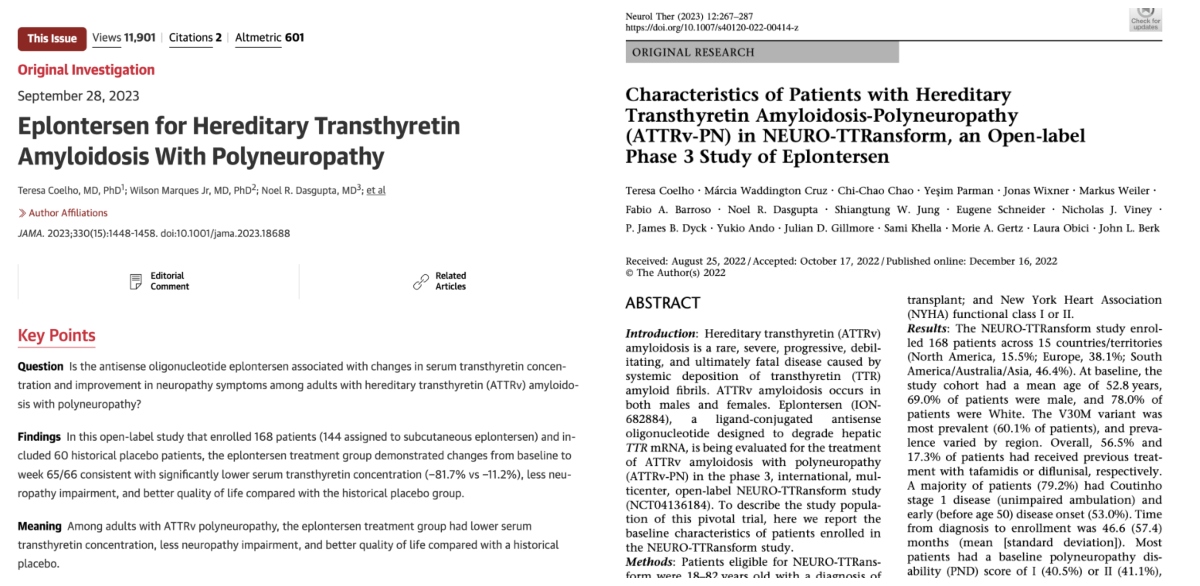 This Issue Views 11,901 Citations 2 Altmetric 601
Original Investigation
September 28, 2023
Eplontersen for Hereditary Transthyretin
Amyloidosis With Polyneuropathy
Teresa Coelho, MD, PhD1; Wilson Marques Jr, MD, PhD2; Noel R. Dasgupta, MD3; et al
Author Affiliations
JAMA. 2023;330(15):1448-1458. doi:10.1001/jama.2023.18688
Editorial
Comment
Related
Articles
Key Points
Question Is the antisense oligonucleotide eplontersen associated with changes in serum transthyretin concen-
tration and improvement in neuropathy symptoms among adults with hereditary transthyretin (ATTRv) amyloido-
sis with polyneuropathy?
Findings In this open-label study that enrolled 168 patients (144 assigned to subcutaneous eplontersen) and in-
cluded 60 historical placebo patients, the eplontersen treatment group demonstrated changes from baseline to
week 65/66 consistent with significantly lower serum transthyretin concentration (−81.7% vs −11.2%), less neu-
ropathy impairment, and better quality of life compared with the historical placebo group.
Meaning Among adults with ATTRv polyneuropathy, the eplontersen treatment group had lower serum
transthyretin concentration, less neuropathy impairment, and better quality of life compared with a historical
placebo.
Neurol Ther (2023) 12:267–287
https://doi.org/10.1007/s40120-022-00414-z
Check for
updates
ORIGINAL RESEARCH
Characteristics of Patients with Hereditary
Transthyretin Amyloidosis-Polyneuropathy
(ATTRv-PN) in NEURO-TTRansform, an Open-label
Phase 3 Study of Eplontersen
Teresa Coelho · Márcia Waddington Cruz · Chi-Chao Chao · Yeşim Parman · Jonas Wixner · Markus Weiler ·
Fabio A. Barroso · Noel R. Dasgupta · Shiangtung W. Jung · Eugene Schneider · Nicholas J. Viney ·
P. James B. Dyck · Yukio Ando · Julian D. Gillmore · Sami Khella · Morie A. Gertz · Laura Obici · John L. Berk
Received: August 25, 2022 / Accepted: October 17, 2022 / Published online: December 16, 2022
© The Author(s) 2022
ABSTRACT
Introduction: Hereditary transthyretin (ATTRv)
amyloidosis is a rare, severe, progressive, debil-
itating, and ultimately fatal disease caused by
systemic deposition of transthyretin (TTR)
amyloid fibrils. ATTRv amyloidosis occurs in
both males and females. Eplontersen (ION-
682884), a ligand-conjugated antisense
oligonucleotide designed to degrade hepatic
TTR mRNA, is being evaluated for the treatment
of ATTRv amyloidosis with polyneuropathy
(ATTRv-PN) in the phase 3, international, mul-
ticenter, open-label NEURO-TTRansform study
(NCT04136184). To describe the study popula-
tion of this pivotal trial, here we report the
baseline characteristics of patients enrolled in
the NEURO-TTRansform study.
Methods: Patients eligible for NEURO-TTRans-
form were 18–82 years old with a diagnosis of
transplant; and New York Heart Association
(NYHA) functional class I or II.
Results: The NEURO-TTRansform study enrol-
led 168 patients across 15 countries/territories
(North America, 15.5%; Europe, 38.1%; South
America/Australia/Asia, 46.4%). At baseline, the
study cohort had a mean age of 52.8 years,
69.0% of patients were male, and 78.0% of
patients were White. The V30M variant was
most prevalent (60.1% of patients), and preva-
lence varied by region. Overall, 56.5% and
17.3% of patients had received previous treat-
ment with tafamidis or diflunisal, respectively.
A majority of patients (79.2%) had Coutinho
stage 1 disease (unimpaired ambulation) and
early (before age 50) disease onset (53.0%). Time
from diagnosis to enrollment was 46.6 (57.4)
months (mean [standard deviation]). Most
patients had a baseline polyneuropathy dis-
ability (PND) score of I (40.5%) or II (41.1%),